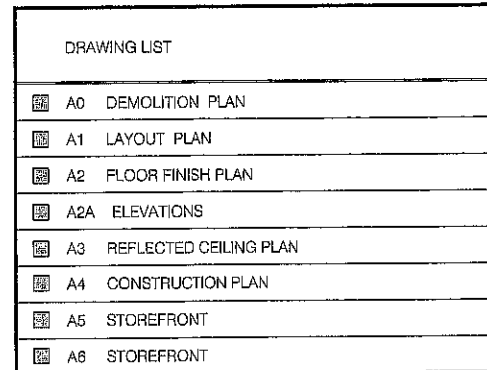 DRAWING LIST
A0 DEMOLITION PLAN
A1 LAYOUT PLAN
A2 FLOOR FINISH PLAN
A2A ELEVATIONS
A3 REFLECTED CEILING PLAN
A4 CONSTRUCTION PLAN
A5 STOREFRONT
A6 STOREFRONT